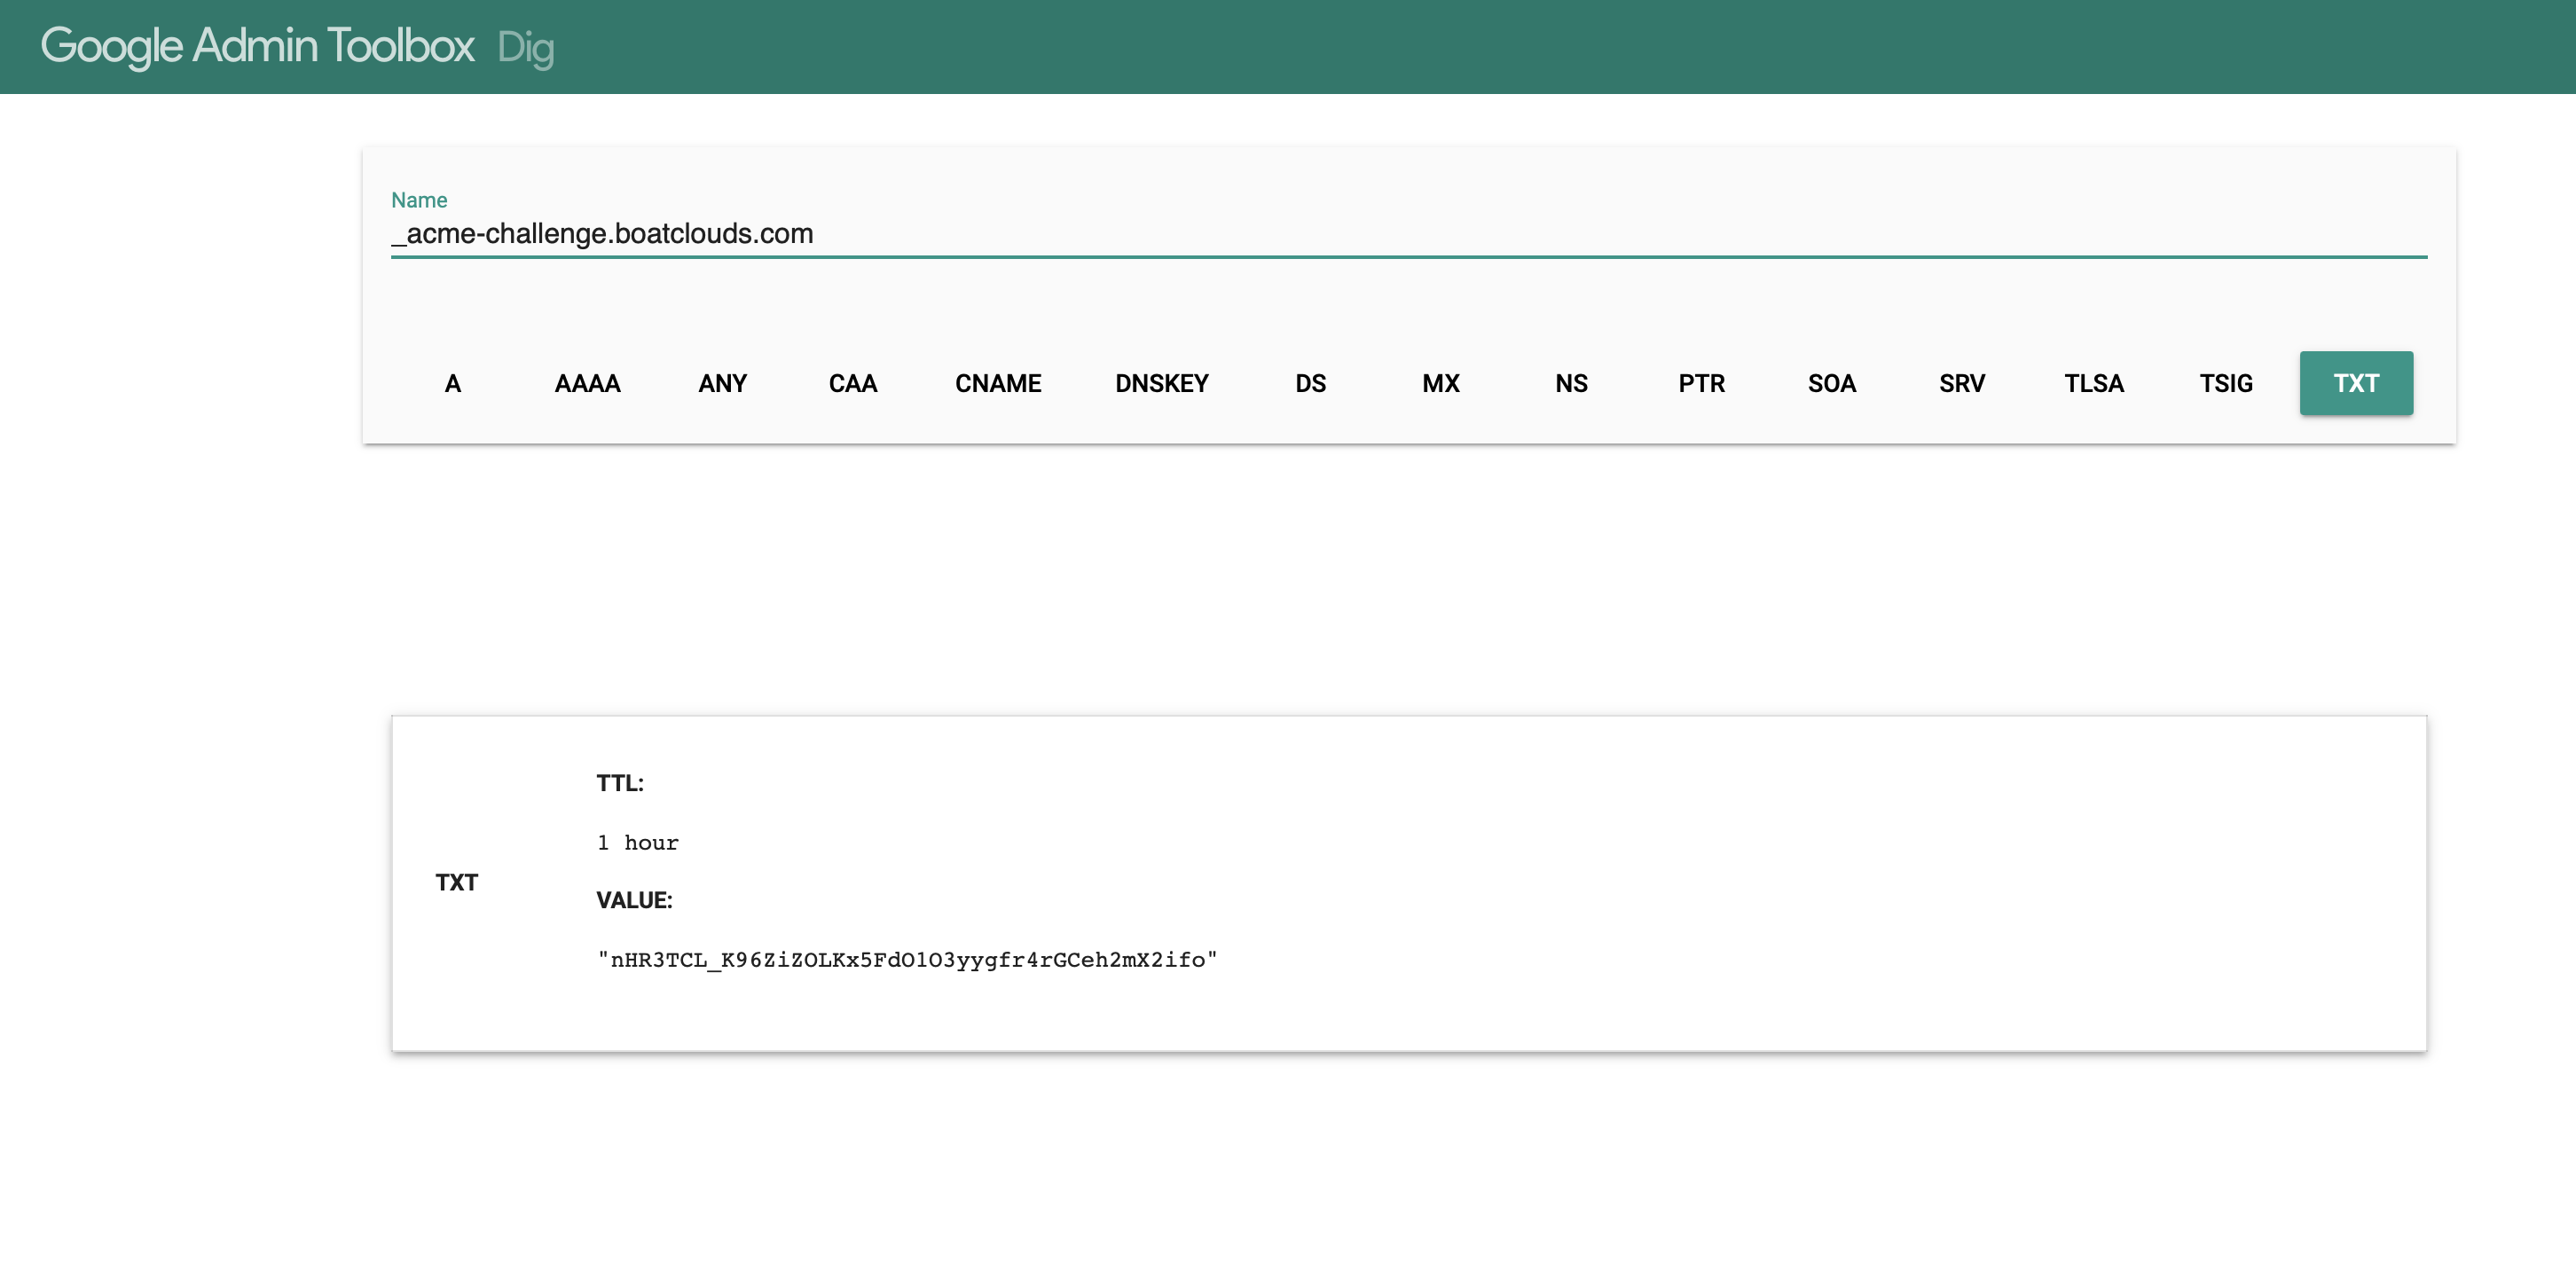 Google Admin Toolbox Dig
Name
_acme-challenge.boatclouds.com
A AAAA ANY CAA CNAME DNSKEY DS MX NS PTR SOA SRV TLSA TSIG TXT
TTL:
1 hour
TXT
VALUE:
"nHR3TCL_K96ZiZOLKx5FdO1O3yygfr4rGCeh2mX2ifo"